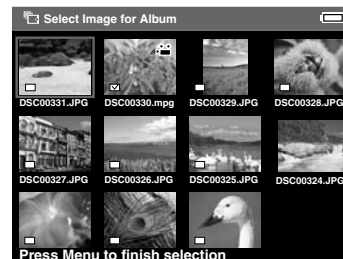 Select Image for Album
DSC00331.JPG DSC00330.mpg DSC00329.JPG DSC00328.JPG
DSC00327.JPG DSC00326.JPG DSC00325.JPG DSC00324.JPG
Press Menu to finish selection